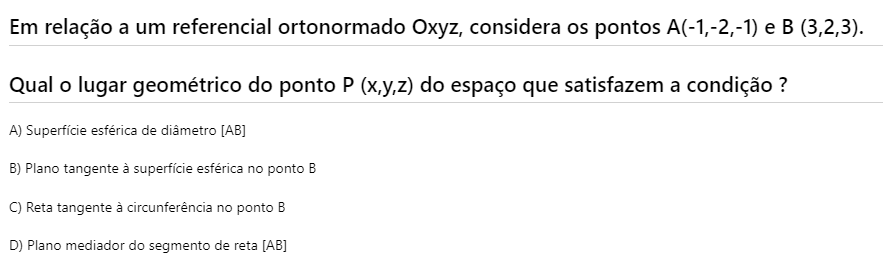 Em relação a um referencial ortonormado Oxyz, considera os pontos A(-1,-2,-1) e B (3,2,3).
Qual o lugar geométrico do ponto P (x,y,z) do espaço que satisfazem a condição ?
A) Superfície esférica de diâmetro [AB]
B) Plano tangente à superfície esférica no ponto B
C) Reta tangente à circunferência no ponto B
D) Plano mediador do segmento de reta [AB]